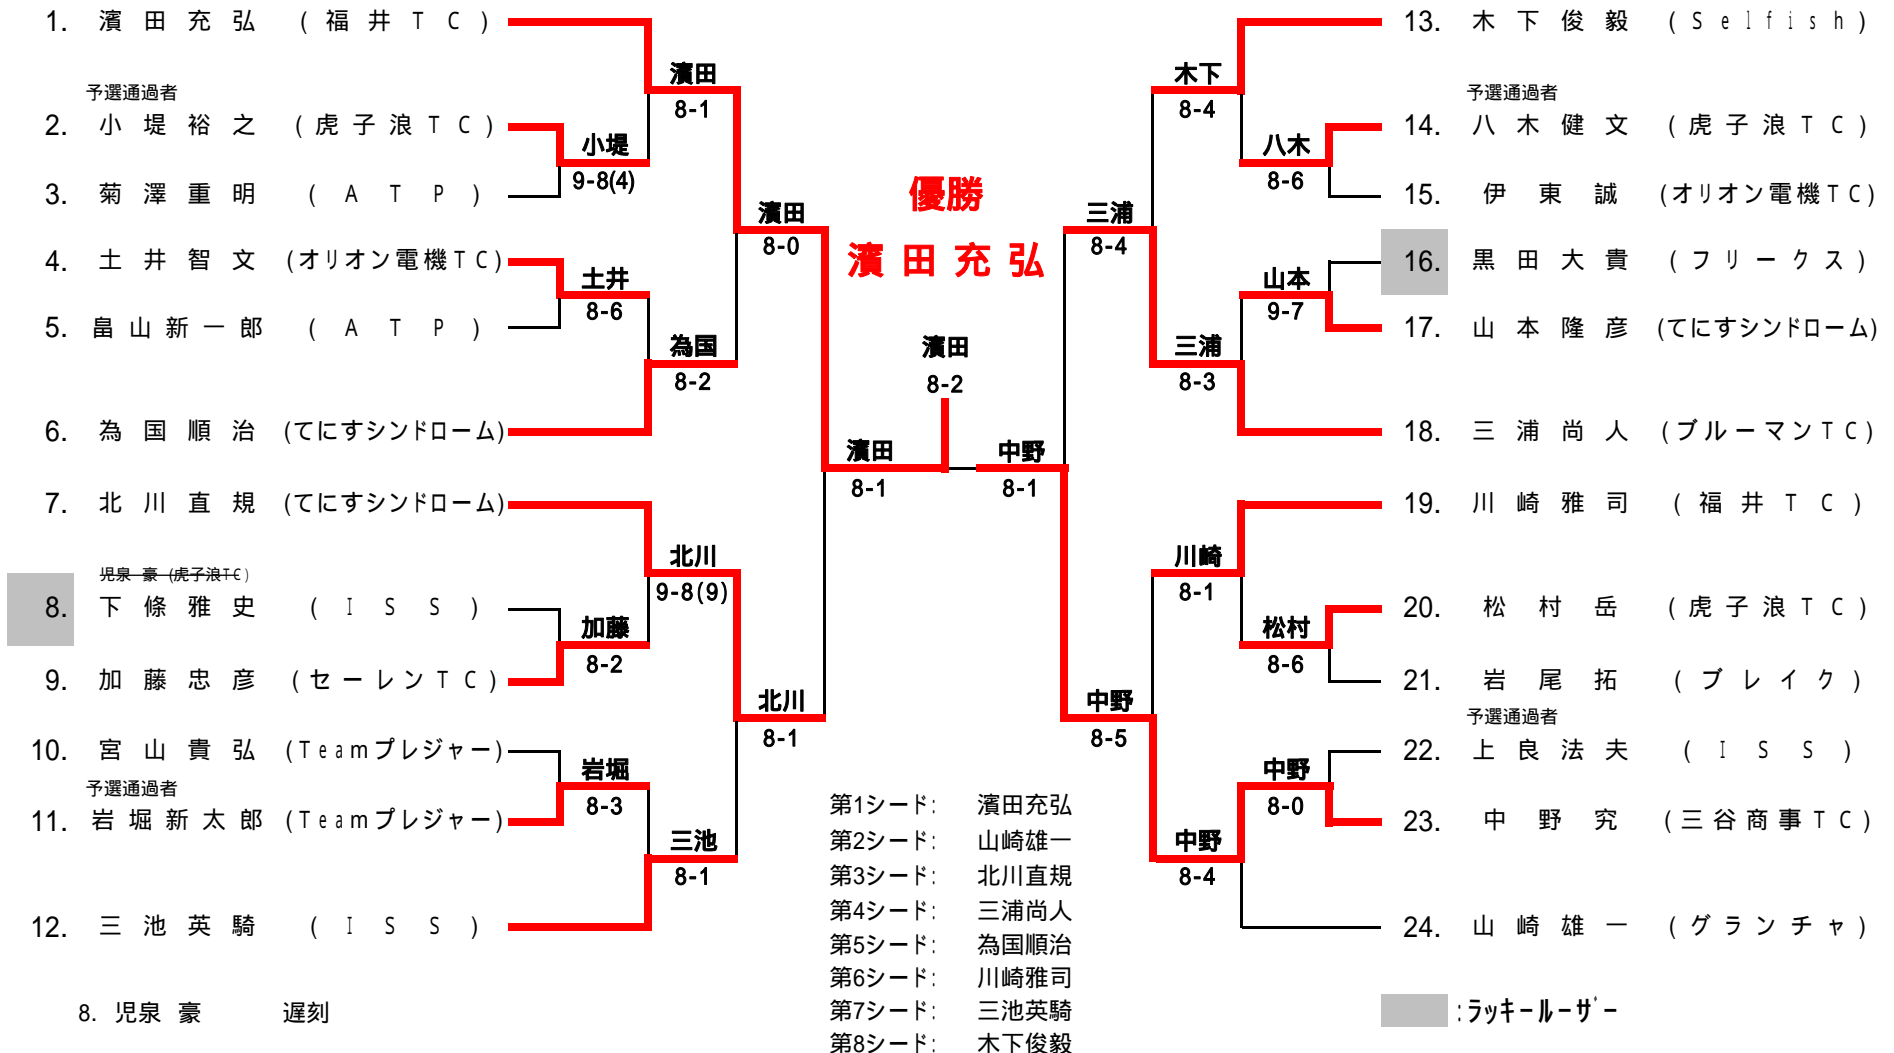 1. 濱田充弘 (福井TC)
予選通過者
2. 小堤裕之 (虎子浪TC)
3. 菊澤重明 (ATP)
4. 土井智文 (オリオン電機TC)
5. 畠山新一郎 (ATP)
6. 為国順治 (てにすシンドローム)
7. 北川直規 (てにすシンドローム)
児泉 豪 (虎子浪TC)
8. 下條雅史 (ISS)
9. 加藤忠彦 (セーレンTC)
10. 宮山貴弘 (Teamプレジャー)
予選通過者
11. 岩堀新太郎 (Teamプレジャー)
12. 三池英騎 (ISS)
8. 児泉 豪 遅刻
小堤
9-8(4)
土井
8-6
加藤
8-2
岩堀
8-3
濱田
8-1
為国
8-2
北川
9-8(9)
三池
8-1
濱田
8-0
北川
8-1
濱田
8-1
優勝
濱田充弘
濱田
8-2
中野
8-1
三浦
8-4
中野
8-5
木下
8-4
三浦
8-3
川崎
8-1
中野
8-4
八木
8-6
山本
9-7
松村
8-6
中野
8-0
13. 木下俊毅 (Selfish)
予選通過者
14. 八木健文 (虎子浪TC)
15. 伊東誠 (オリオン電機TC)
16. 黒田大貴 (フリークス)
17. 山本隆彦 (てにすシンドローム)
18. 三浦尚人 (ブルーマンTC)
19. 川崎雅司 (福井TC)
20. 松村岳 (虎子浪TC)
21. 岩尾拓 (ブレイク)
予選通過者
22. 上良法夫 (ISS)
23. 中野究 (三谷商事TC)
24. 山崎雄一 (グランチャ)
第1シード: 濱田充弘
第2シード: 山崎雄一
第3シード: 北川直規
第4シード: 三浦尚人
第5シード: 為国順治
第6シード: 川崎雅司
第7シード: 三池英騎
第8シード: 木下俊毅
:ラッキールーザー